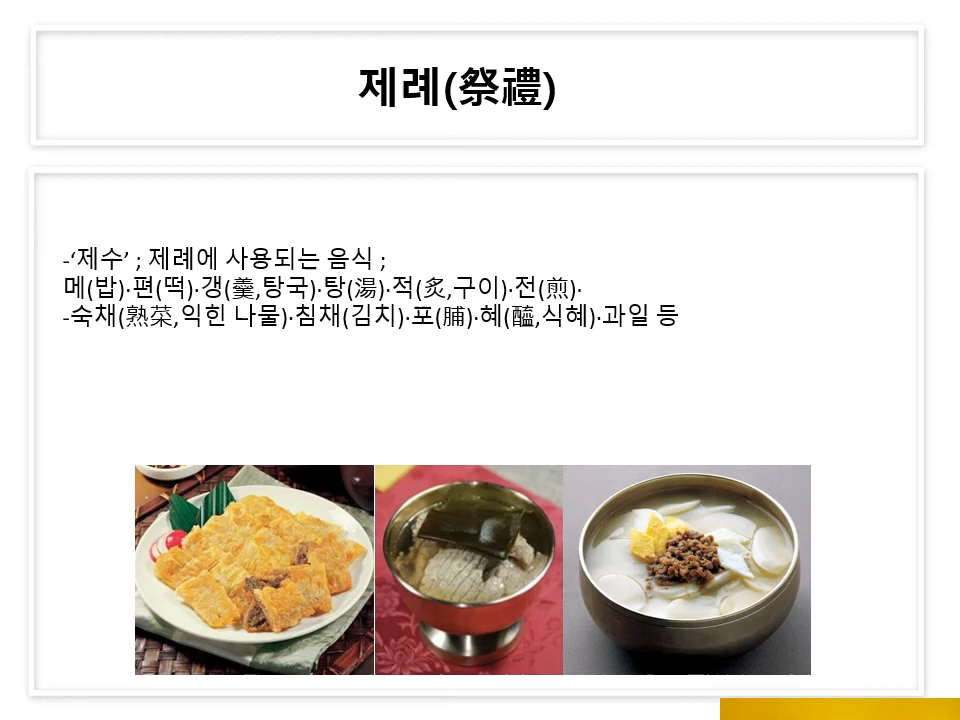 제례(祭禮)
-‘제수’ ; 제례에 사용되는 음식 ;
메(밥)·편(떡)·갱(羹,탕국)·탕(湯)·적(炙,구이)·전(煎)·
-숙채(熟菜,익힌 나물)·침채(김치)·포(脯)·혜(醯,식혜)·과일 등